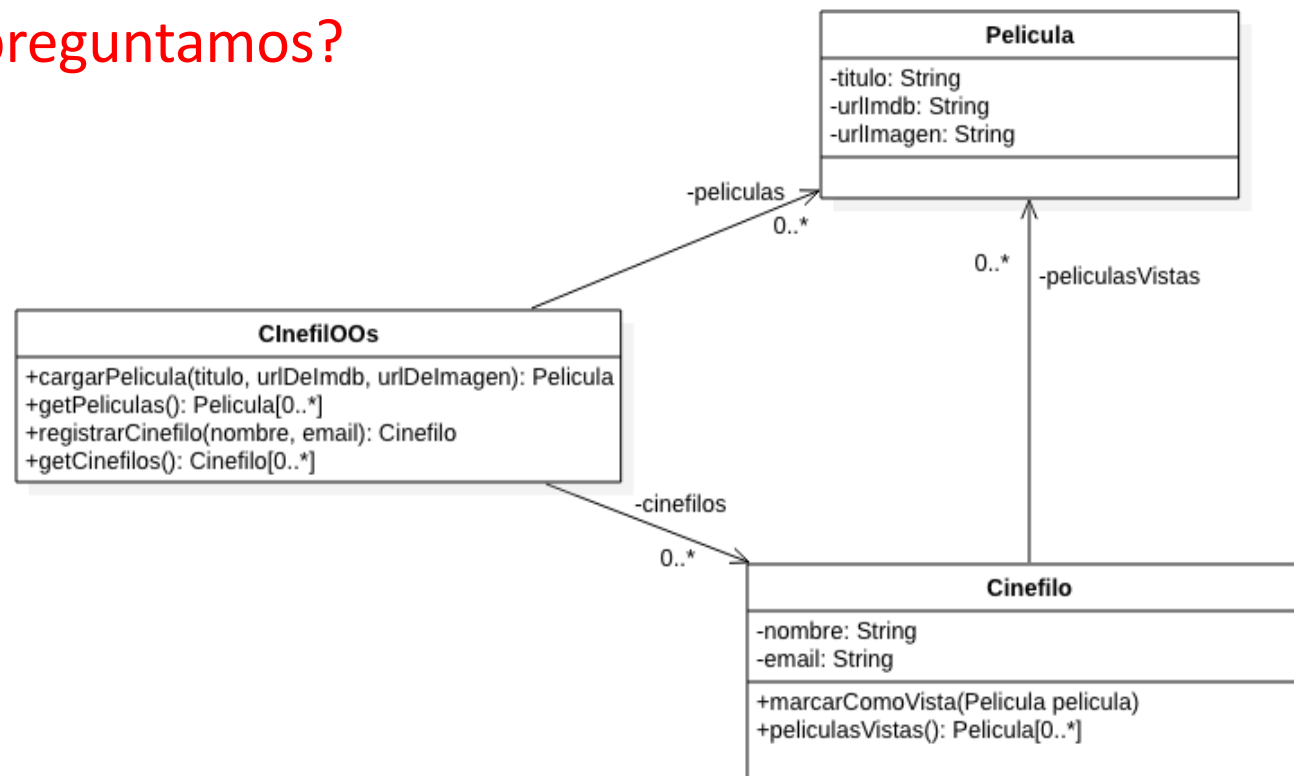 preguntamos?
Pelicula
-titulo: String
-urlImdb: String
-urlImagen: String
-peliculas
0..*
0..*
-peliculasVistas
CInefilOOs
+cargarPelicula(titulo, urlDeImdb, urlDeImagen): Pelicula
+getPeliculas(): Pelicula[0..*]
+registrarCinefilo(nombre, email): Cinefilo
+getCinefilos(): Cinefilo[0..*]
-cinefilos
0..*
Cinefilo
-nombre: String
-email: String
+marcarComoVista(Pelicula pelicula)
+peliculasVistas(): Pelicula[0..*]